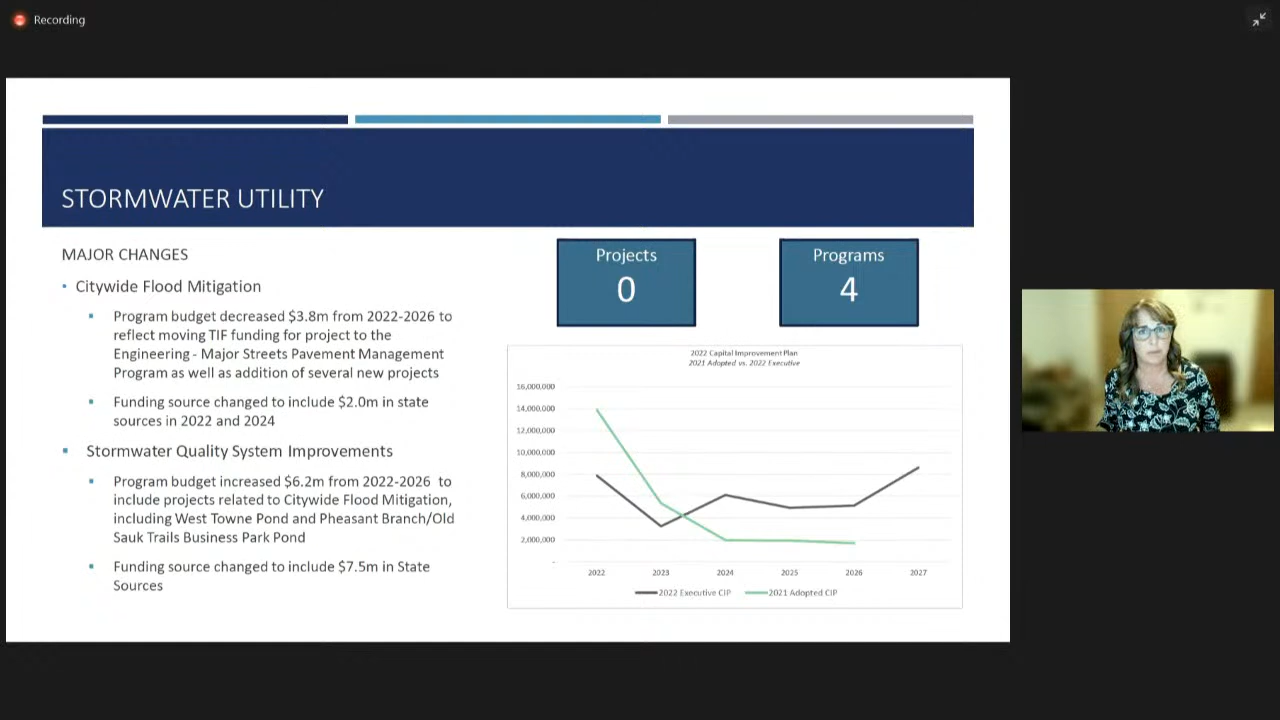 Recording
STORMWATER UTILITY
MAJOR CHANGES
Citywide Flood Mitigation
Program budget decreased $3.8m from 2022-2026 to
reflect moving TIF funding for project to the
Engineering - Major Streets Pavement Management
Program as well as addition of several new projects
Funding source changed to include $2.0m in state
sources in 2022 and 2024
Stormwater Quality System Improvements
Program budget increased $6.2m from 2022-2026 to
include projects related to Citywide Flood Mitigation,
including West Towne Pond and Pheasant Branch/Old
Sauk Trails Business Park Pond
Funding source changed to include $7.5m in State
Sources
Projects
0
Programs
4
2022 Capital Improvement Plan
2021 Adopted vs. 2022 Executive
16,000,000
14,000,000
12,000,000
10,000,000
8,000,000
6,000,000
4,000,000
2,000,000
-
2022 2023 2024 2025 2026 2027
2022 Executive CIP 2021 Adopted CIP